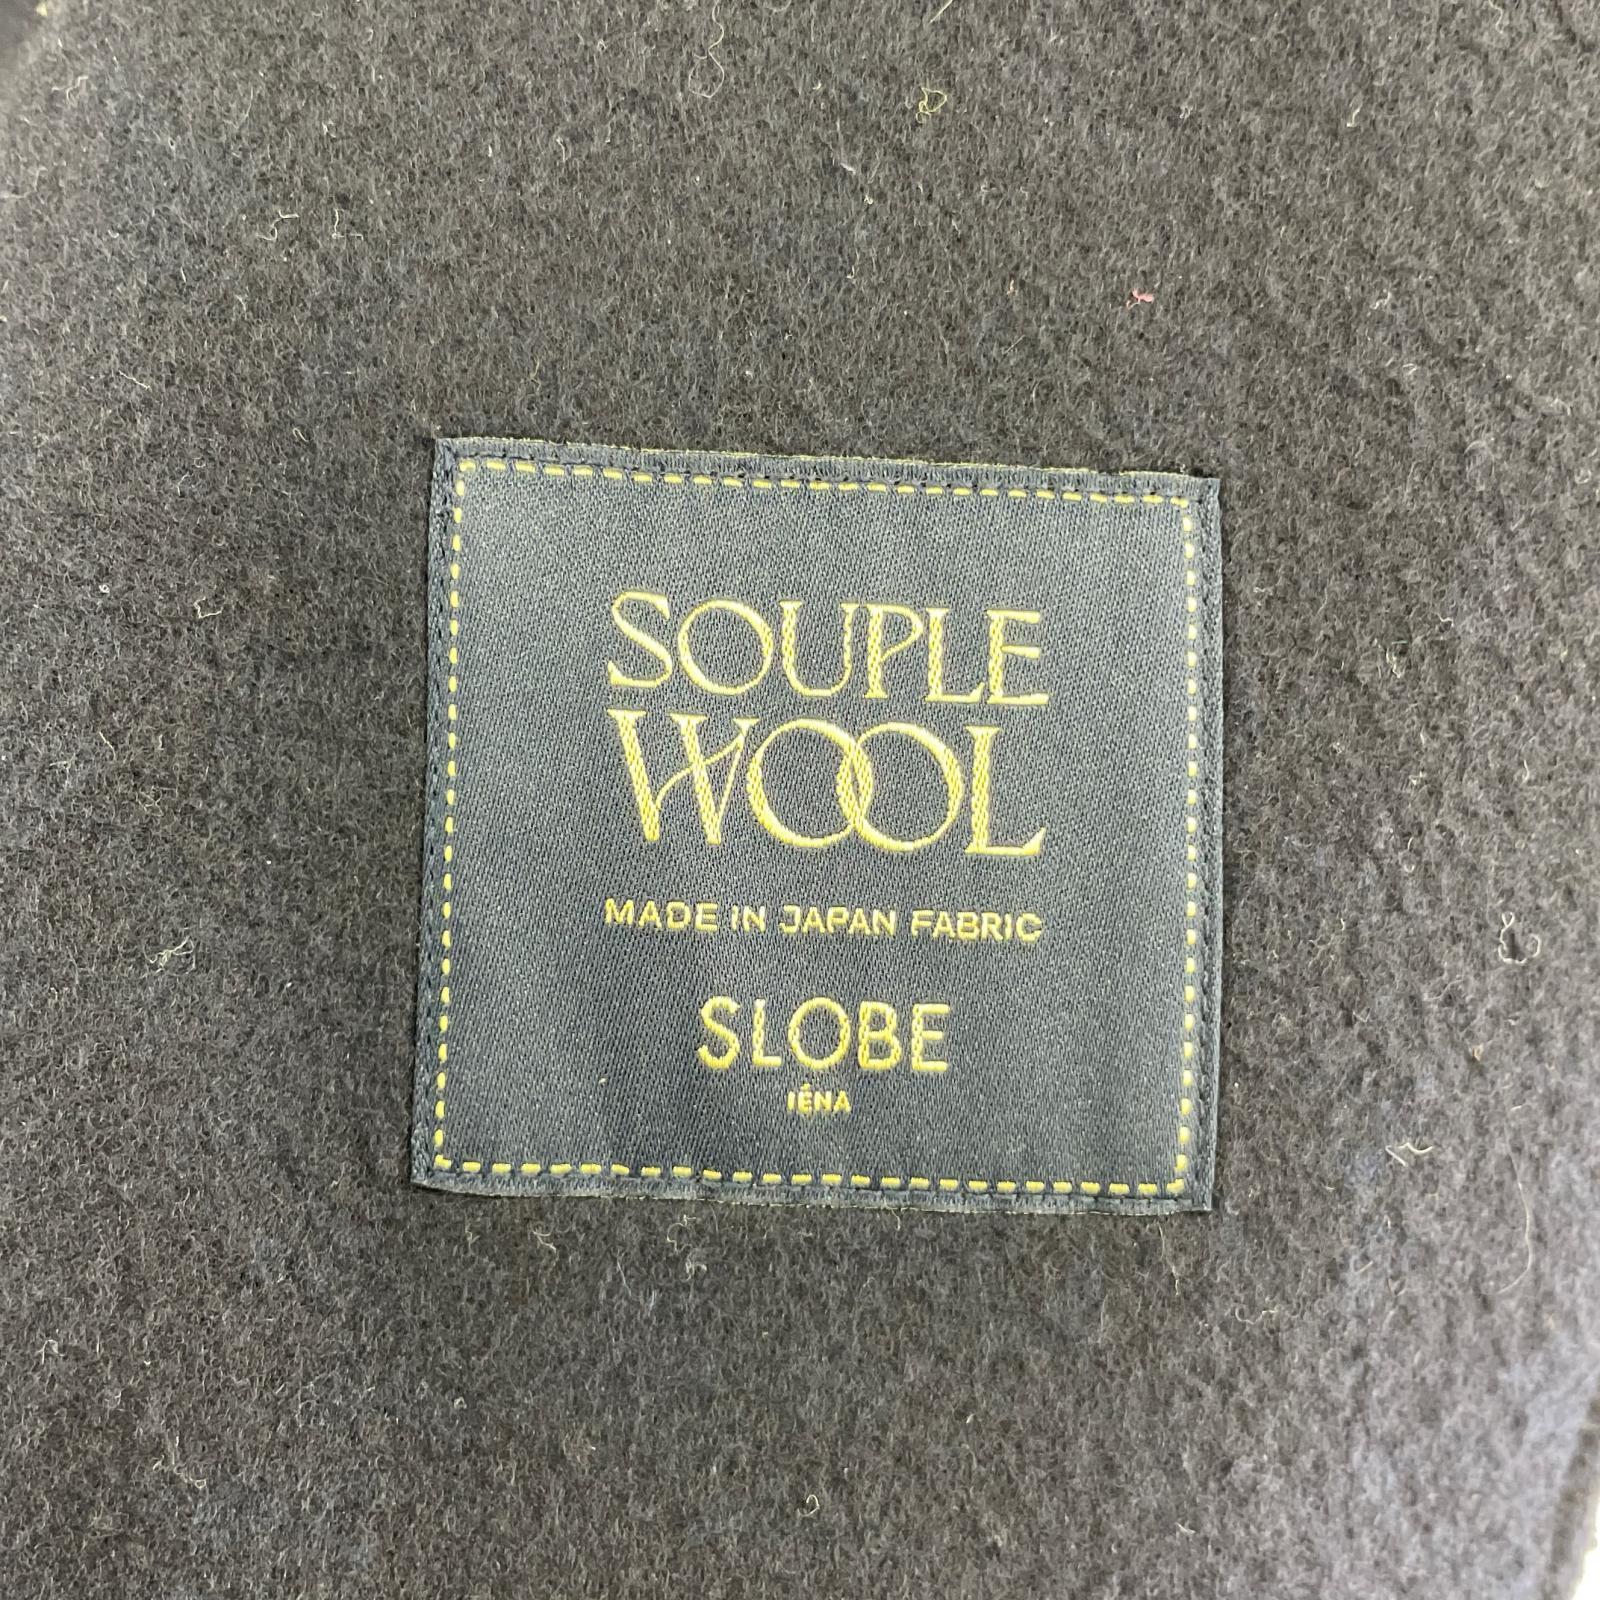 SOUPLE
WOOL
MADE IN JAPAN FABRIC
SLOBE
IÉNA